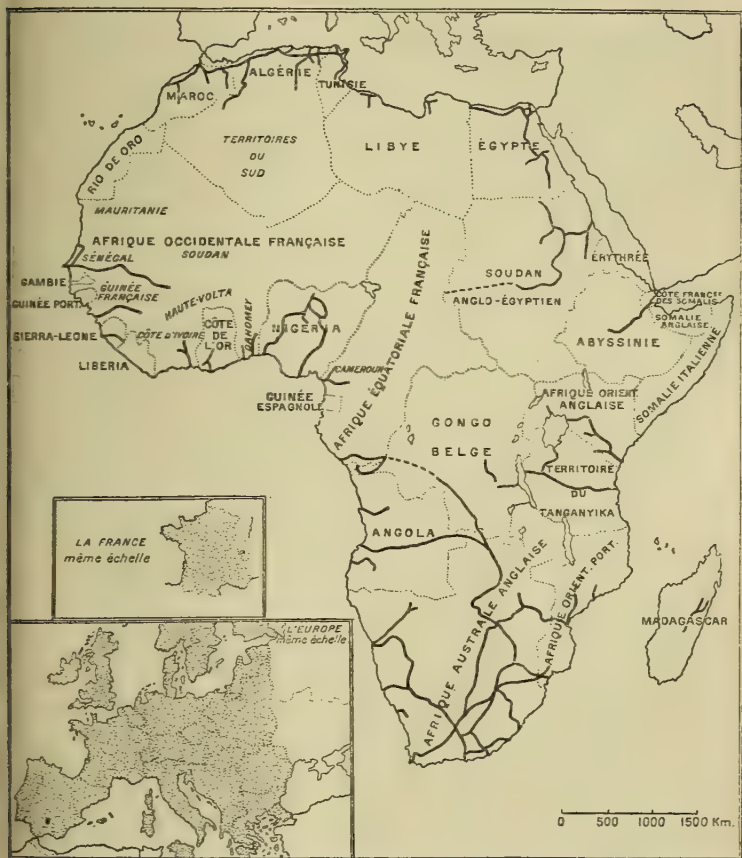 MAROC
ALGÉRIE
TUNISIE
RIO DE ORO
TERRITOIRES
DU
SUD
LIBYE
ÉGYPTE
MAURITANIE
AFRIQUE OCCIDENTALE FRANÇAISE
SOUDAN
SÉNÉGAL
GAMBIE
GUINÉE
FRANÇAISE
GUINÉE PORT.
HAUTE-VOLTA
SIERRA-LEONE
CÔTE D'IVOIRE
CÔTE
DE
L'OR
DAHOMEY
NIGERIA
LIBERIA
CAMEROUN
GUINÉE
ESPAGNOLE
AFRIQUE ÉQUATORIALE FRANÇAISE
SOUDAN
ANGLO-ÉGYPTIEN
ÉRYTHRÉE
CÔTE FRANÇSE
DES SOMALIS
SOMALIE
ANGLAISE
ABYSSINIE
SOMALIE ITALIENNE
AFRIQUE ORIENT.
ANGLAISE
CONGO
BELGE
TERRITOIRE
DU
TANGANYIKA
ANGOLA
AFRIQUE AUSTRALE ANGLAISE
AFRIQUE ORIENT. PORT.
MADAGASCAR
LA FRANCE
même échelle
L'EUROPE
même échelle
0 500 1000 1500 Km.